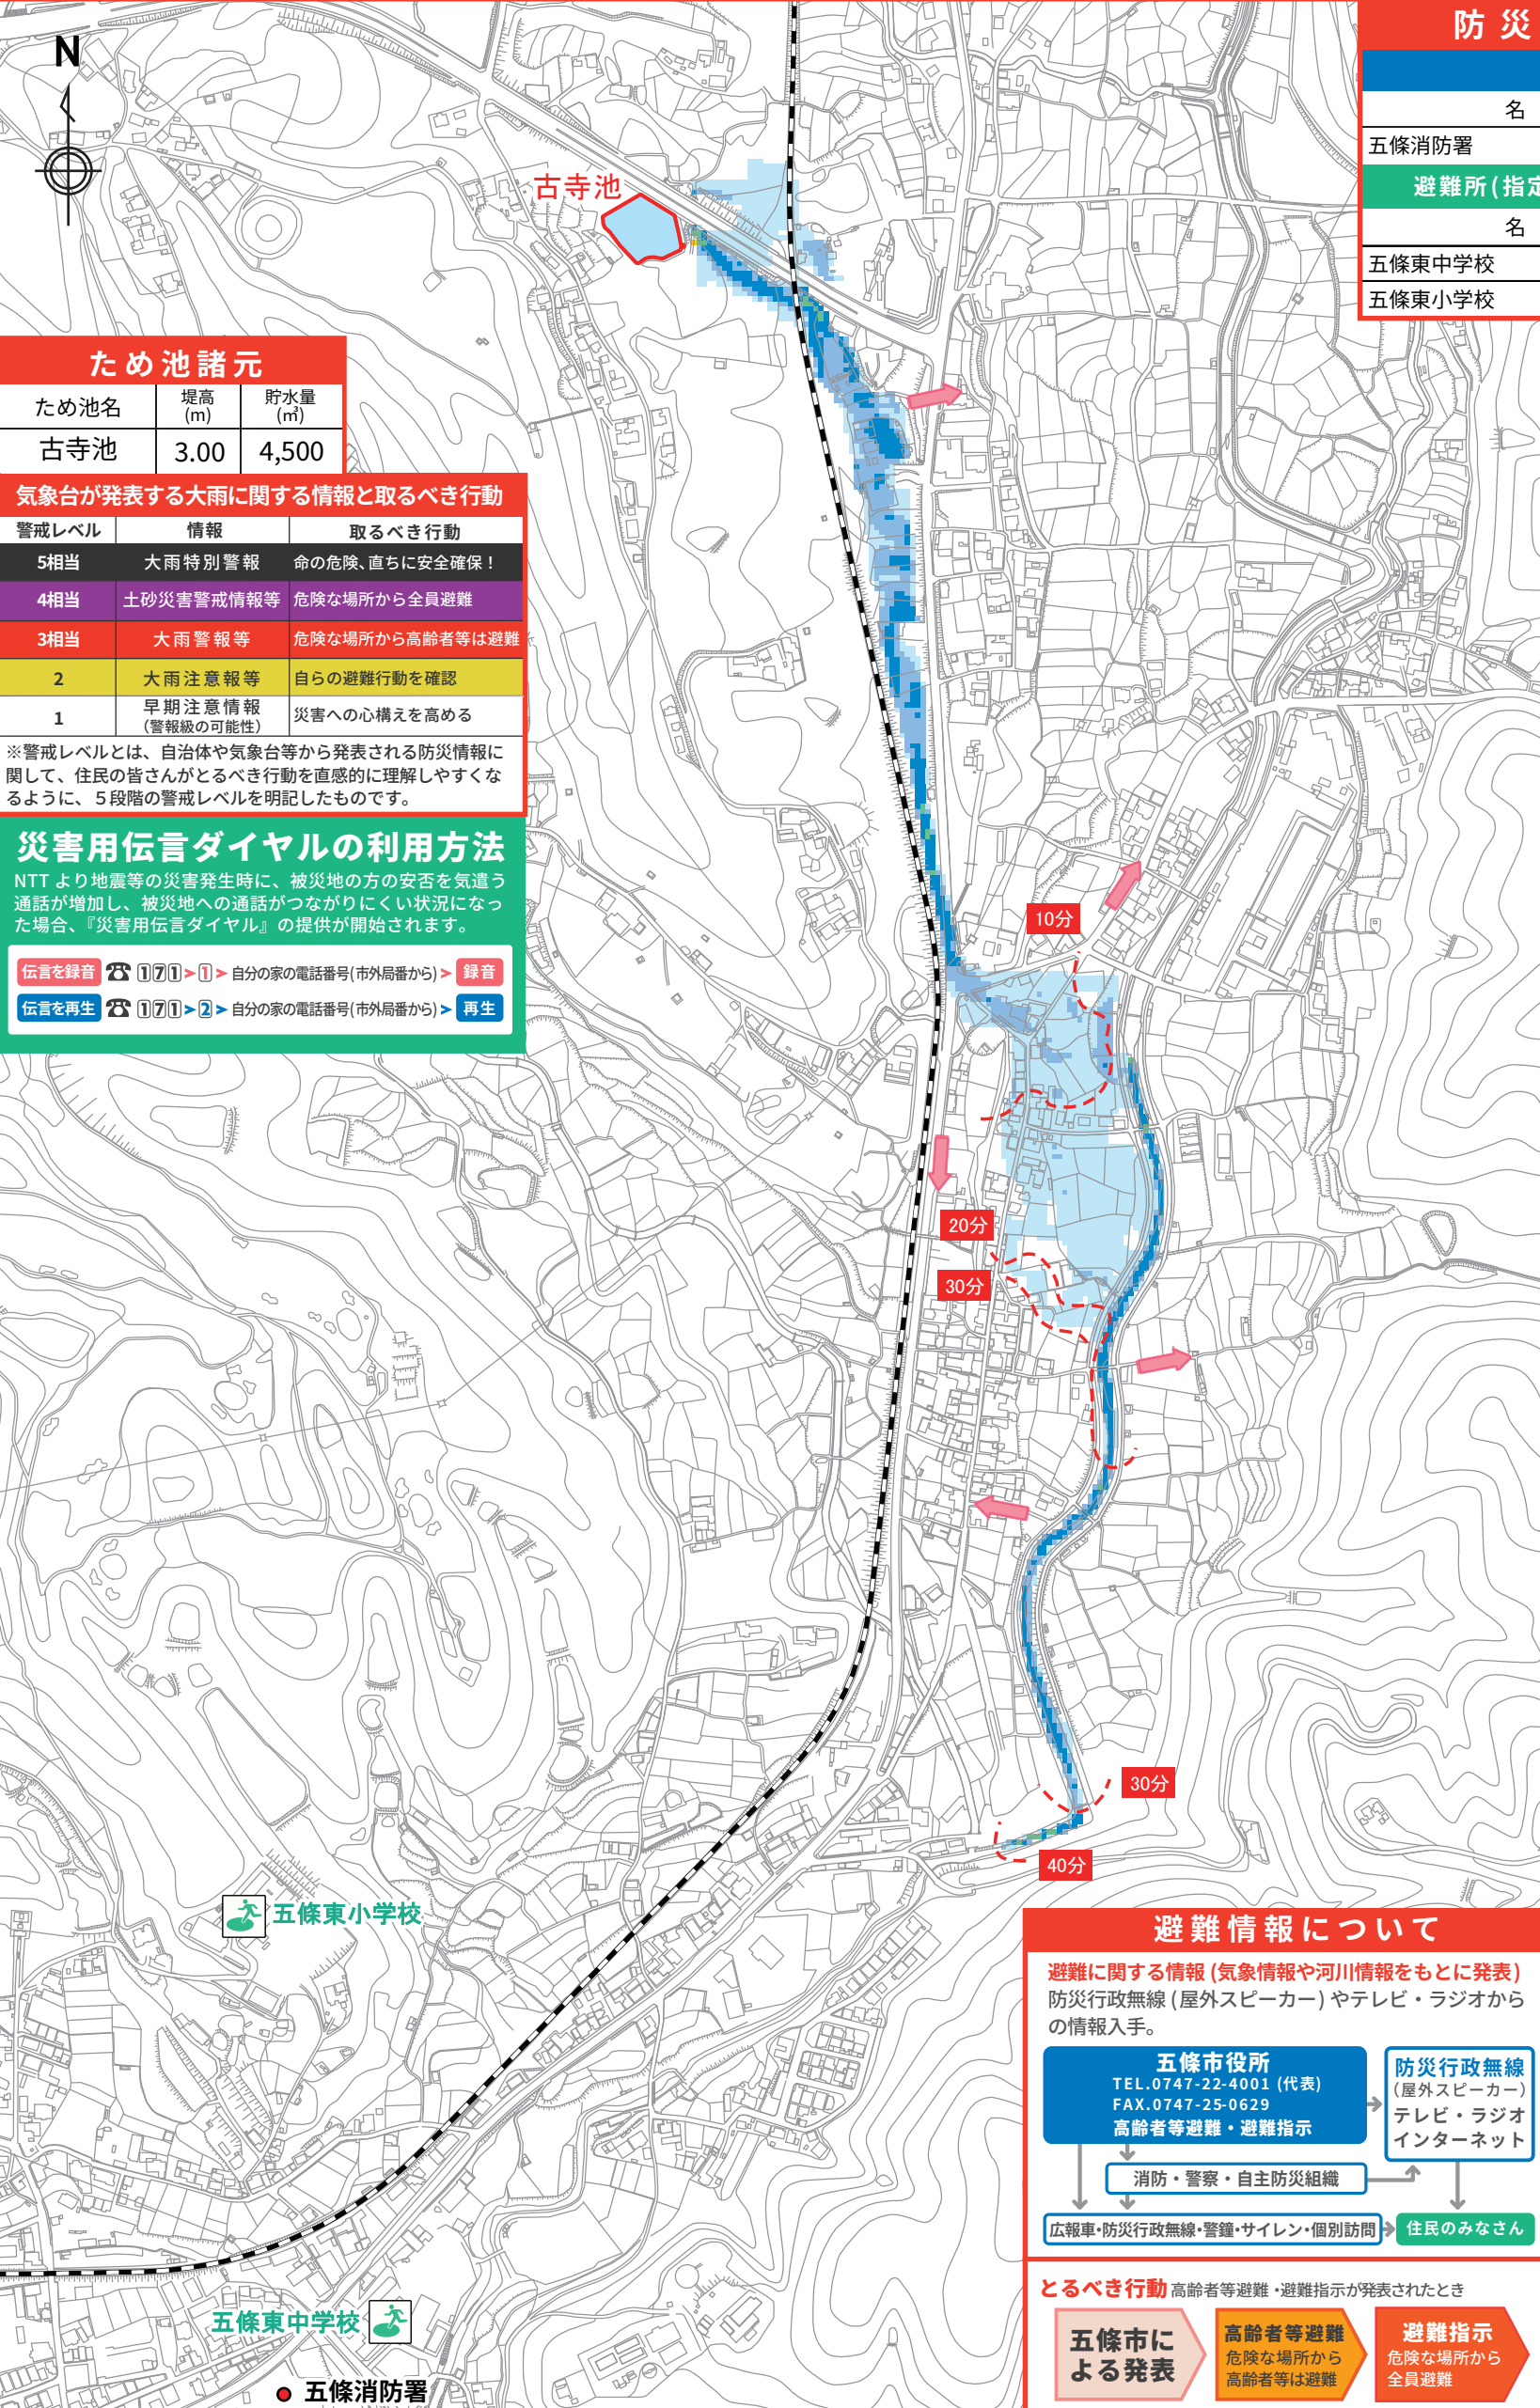 N
古寺池
防災
名
五條消防署
避難所(指定
名
五條東中学校
五條東小学校
ため池諸元
ため池名 堤高(m) 貯水量(㎥)
古寺池 3.00 4,500
気象台が発表する大雨に関する情報と取るべき行動
警戒レベル 情報 取るべき行動
5相当 大雨特別警報 命の危険、直ちに安全確保！
4相当 土砂災害警戒情報等 危険な場所から全員避難
3相当 大雨警報等 危険な場所から高齢者等は避難
2 大雨注意報等 自らの避難行動を確認
1 早期注意情報(警報級の可能性) 災害への心構えを高める
※警戒レベルとは、自治体や気象台等から発表される防災情報に
関して、住民の皆さんがとるべき行動を直感的に理解しやすくな
るように、５段階の警戒レベルを明記したものです。
災害用伝言ダイヤルの利用方法
NTT より地震等の災害発生時に、被災地の方の安否を気遣う
通話が増加し、被災地への通話がつながりにくい状況になっ
た場合、『災害用伝言ダイヤル』の提供が開始されます。
伝言を録音 ☎ 171>1> 自分の家の電話番号(市外局番から) > 録音
伝言を再生 ☎ 171>2> 自分の家の電話番号(市外局番から) > 再生
10分
20分
30分
30分
40分
五條東小学校
五條東中学校
五條消防署
避難情報について
避難に関する情報(気象情報や河川情報をもとに発表)
防災行政無線(屋外スピーカー)やテレビ・ラジオから
の情報入手。
五條市役所
TEL.0747-22-4001 (代表)
FAX.0747-25-0629
高齢者等避難・避難指示
防災行政無線
(屋外スピーカー)
テレビ・ラジオ
インターネット
消防・警察・自主防災組織
広報車・防災行政無線・警鐘・サイレン・個別訪問
住民のみなさん
とるべき行動 高齢者等避難・避難指示が発表されたとき
五條市に
よる発表
高齢者等避難
危険な場所から
高齢者等は避難
避難指示
危険な場所から
全員避難